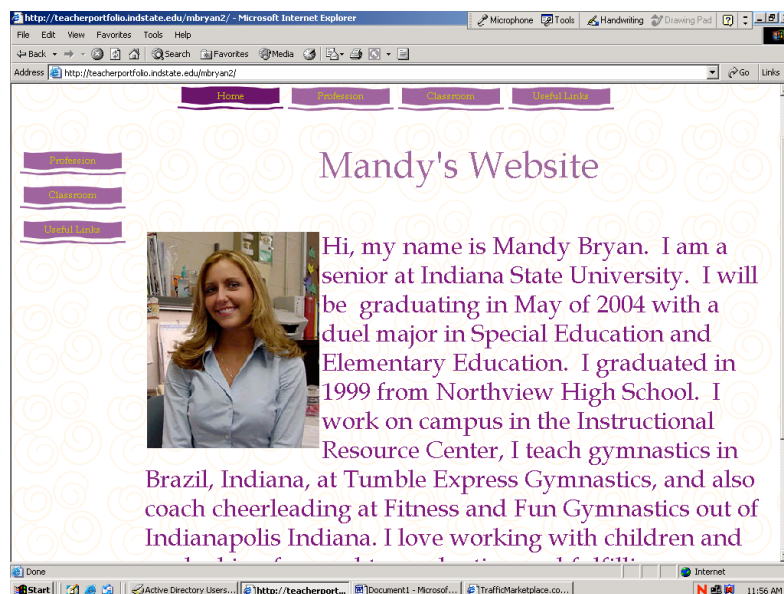 http://teacherportfolio.indstate.edu/mbryan2/ - Microsoft Internet Explorer
Microphone Tools Handwriting Drawing Pad
File Edit View Favorites Tools Help
Back Search Favorites Media
Address http://teacherportfolio.indstate.edu/mbryan2/ Go Links
Home Profession Classroom Useful Links
Mandy's Website
Profession
Classroom
Useful Links
Hi, my name is Mandy Bryan. I am a
senior at Indiana State University. I will
be graduating in May of 2004 with a
duel major in Special Education and
Elementary Education. I graduated in
1999 from Northview High School. I
work on campus in the Instructional
Resource Center, I teach gymnastics in
Brazil, Indiana, at Tumble Express Gymnastics, and also
coach cheerleading at Fitness and Fun Gymnastics out of
Indianapolis Indiana. I love working with children and
Done Internet
Start Active Directory Users... http://teacherport... Document1 - Microsof... TrafficMarketplace.co... 11:56 AM